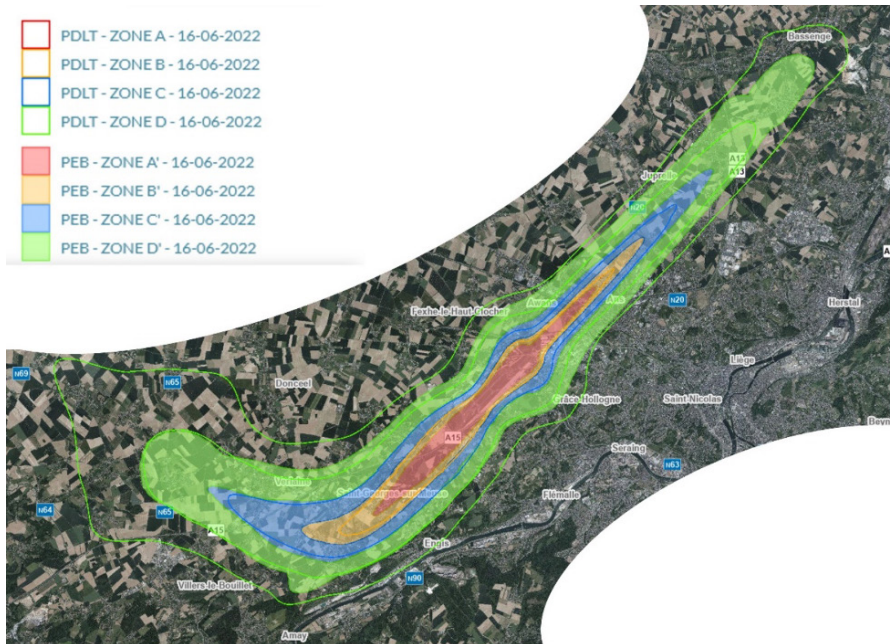 PDLT - ZONE A - 16-06-2022
PDLT - ZONE B - 16-06-2022
PDLT - ZONE C - 16-06-2022
PDLT - ZONE D - 16-06-2022
PEB - ZONE A' - 16-06-2022
PEB - ZONE B' - 16-06-2022
PEB - ZONE C' - 16-06-2022
PEB - ZONE D' - 16-06-2022
Bassenge
A13
A13
Juprelle
N20
A
Awans
Ans
N20
Herstal
Fexhe-le-Haut-Clocher
Liège
N69
N65
Donceel
Grâce-Hollogne
Saint-Nicolas
Beyn
A15
Seraing
N63
Verlaine
Saint-Georges-sur-Meuse
Flémalle
N64
N65
A15
Engis
Villers-le-Bouillet
N90
Amay